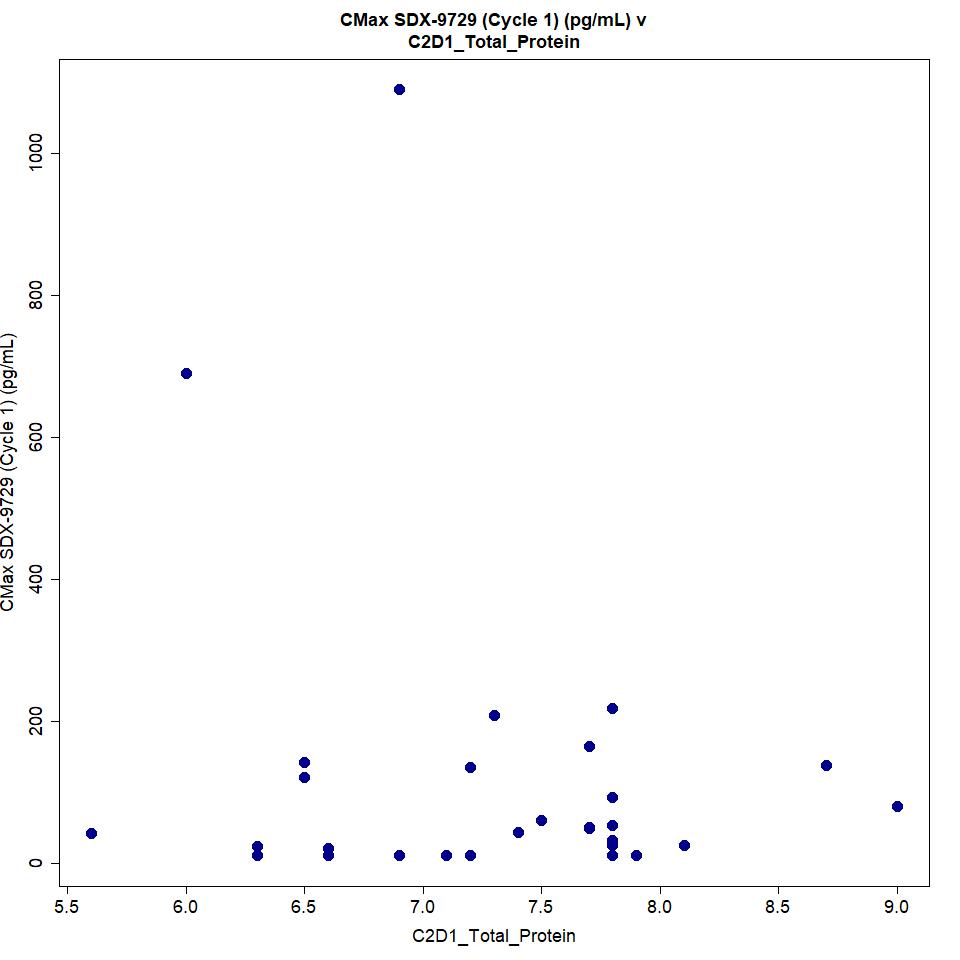 CMax SDX-9729 (Cycle 1) (pg/mL) v
C2D1_Total_Protein
CMax SDX-9729 (Cycle 1) (pg/mL)
1000
800
600
400
200
0
5.5 6.0 6.5 7.0 7.5 8.0 8.5 9.0
C2D1_Total_Protein